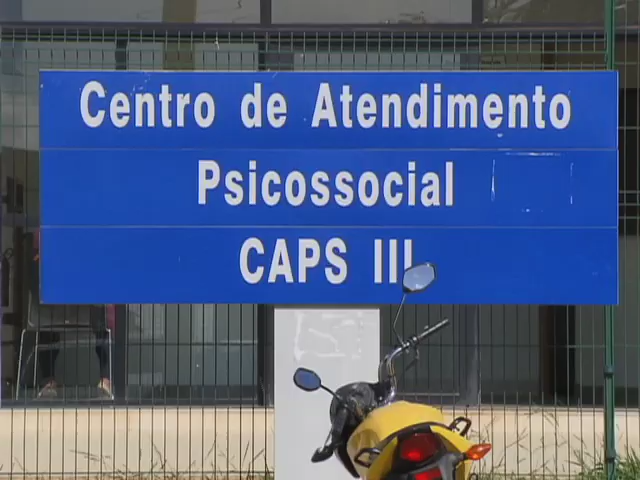 Centro de Atendimento
Psicossocial
CAPS III